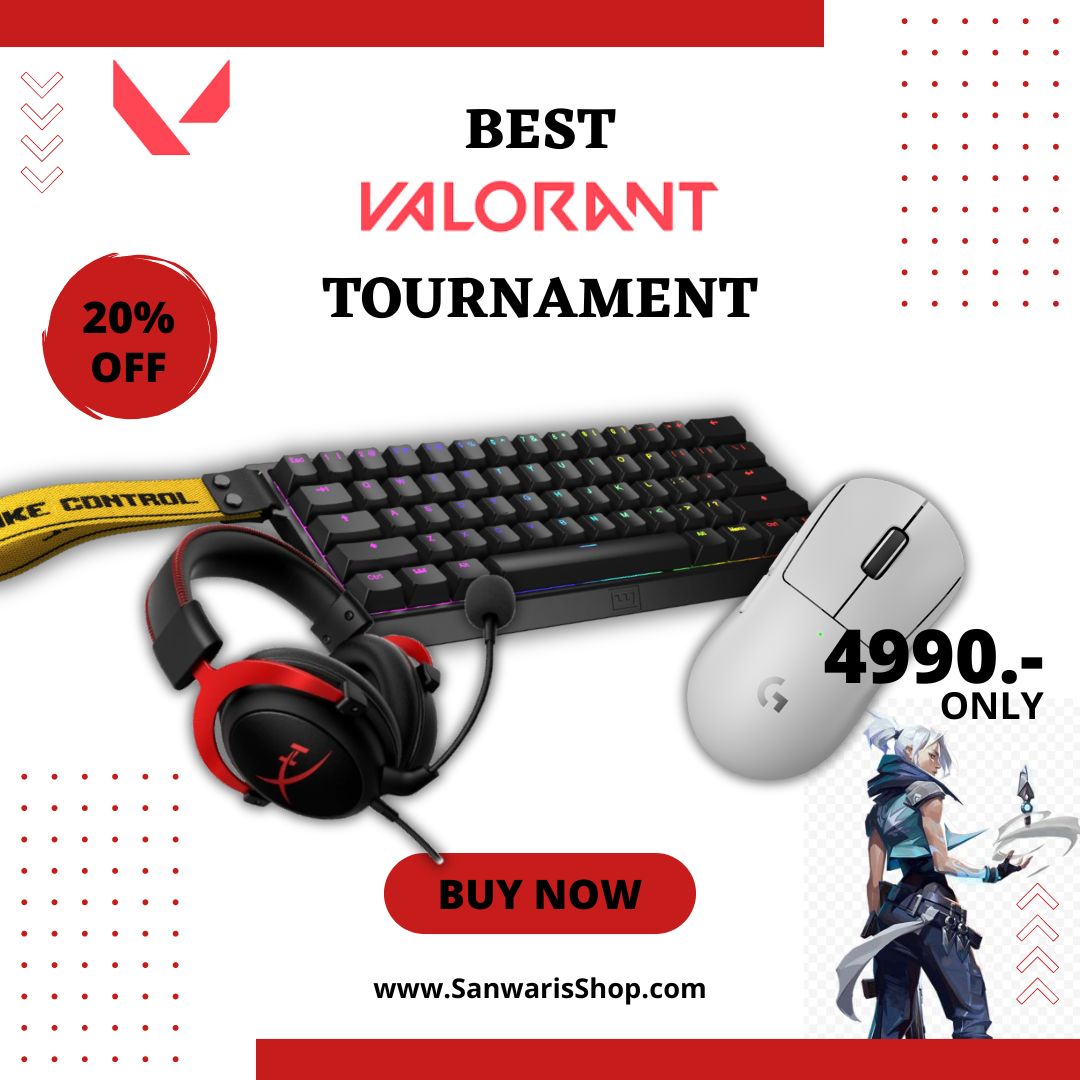 BEST
VALORANT
TOURNAMENT
20%
OFF
KE CONTROL
4990.-
ONLY
BUY NOW
www.SanwarisShop.com